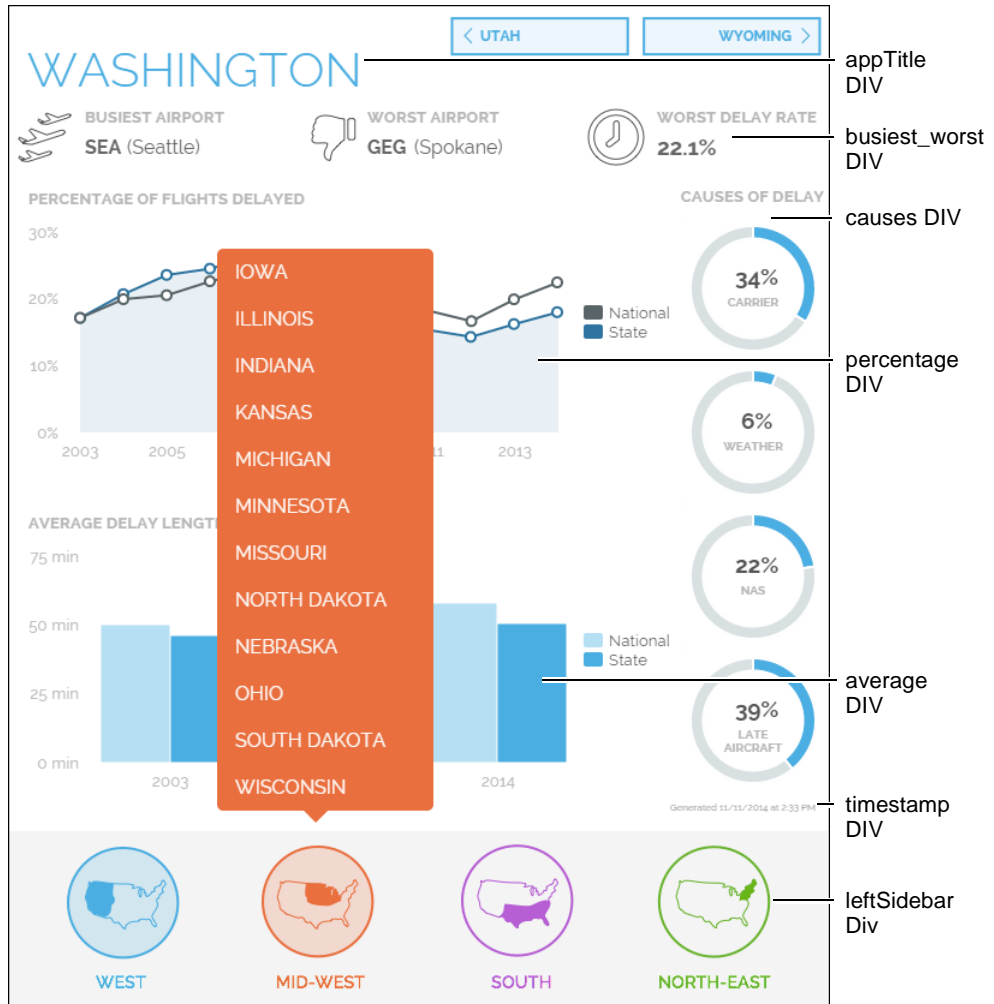 UTAH
WYOMING
WASHINGTON
appTitle
DIV
BUSIEST AIRPORT
SEA (Seattle)
WORST AIRPORT
GEG (Spokane)
WORST DELAY RATE
22.1%
busiest_worst
DIV
PERCENTAGE OF FLIGHTS DELAYED
CAUSES OF DELAY
causes DIV
30%
20%
10%
0%
2003
2005
11
2013
National
State
34%
CARRIER
percentage
DIV
6%
WEATHER
IOWA
ILLINOIS
INDIANA
KANSAS
MICHIGAN
MINNESOTA
MISSOURI
NORTH DAKOTA
NEBRASKA
OHIO
SOUTH DAKOTA
WISCONSIN
AVERAGE DELAY LENGT
75 min
50 min
25 min
0 min
2003
2014
National
State
22%
NAS
average
DIV
39%
LATE
AIRCRAFT
Generated 11/11/2014 at 2:33 PM
timestamp
DIV
leftSidebar
Div
WEST
MID-WEST
SOUTH
NORTH-EAST